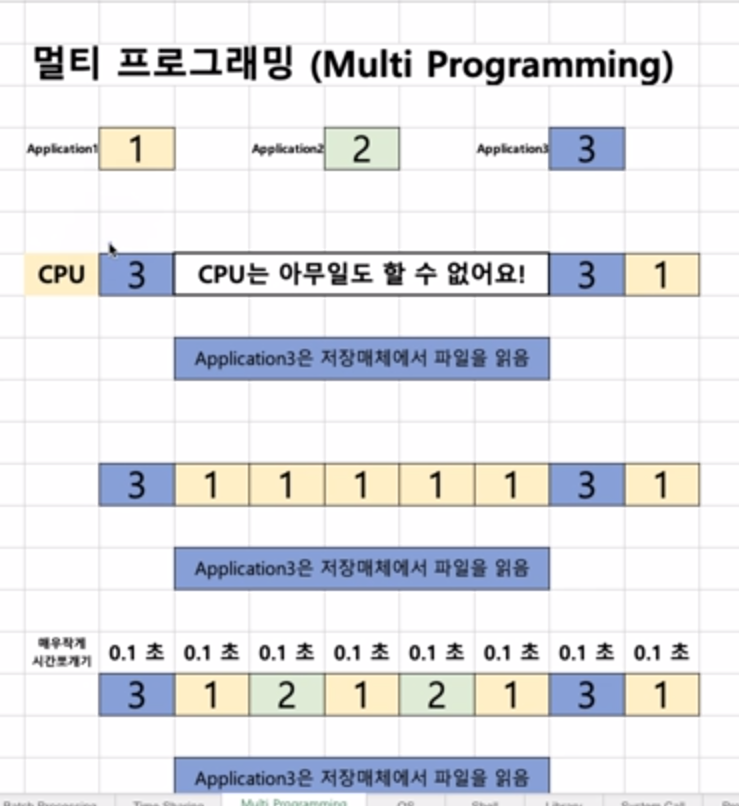 멀티 프로그래밍 (Multi Programming)
Application1 1 Application2 2 Application3 3
CPU 3 CPU는 아무일도 할 수 없어요! 3 1
Application3은 저장매체에서 파일을 읽음
3 1 1 1 1 1 3 1
Application3은 저장매체에서 파일을 읽음
매우작게
시간쪼개기
0.1 초 0.1 초 0.1 초 0.1 초 0.1 초 0.1 초 0.1 초 0.1 초
3 1 2 1 2 1 3 1
Application3은 저장매체에서 파일을 읽음
Batch Processing Time Sharing Multi Programming OS Shell Library System Call